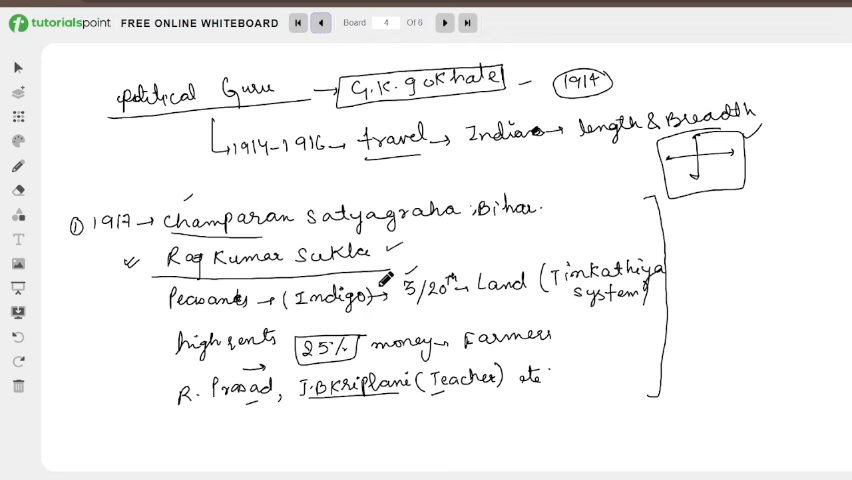 tutorialspoint FREE ONLINE WHITEBOARD Board 4 Of 6
Political Guru → G.K. gokhale – 1914
1914-1916 → travel → India → length & Breadth
① 1917 → Champaran Satyagraha, Bihar.
Raj Kumar Sukla
Peasants → (Indigo) → 3/20th → Land (Tinkathiya
system)
high rents 25% money → Farmers
R. Prasad, J.B Kriplani (Teacher) etc.